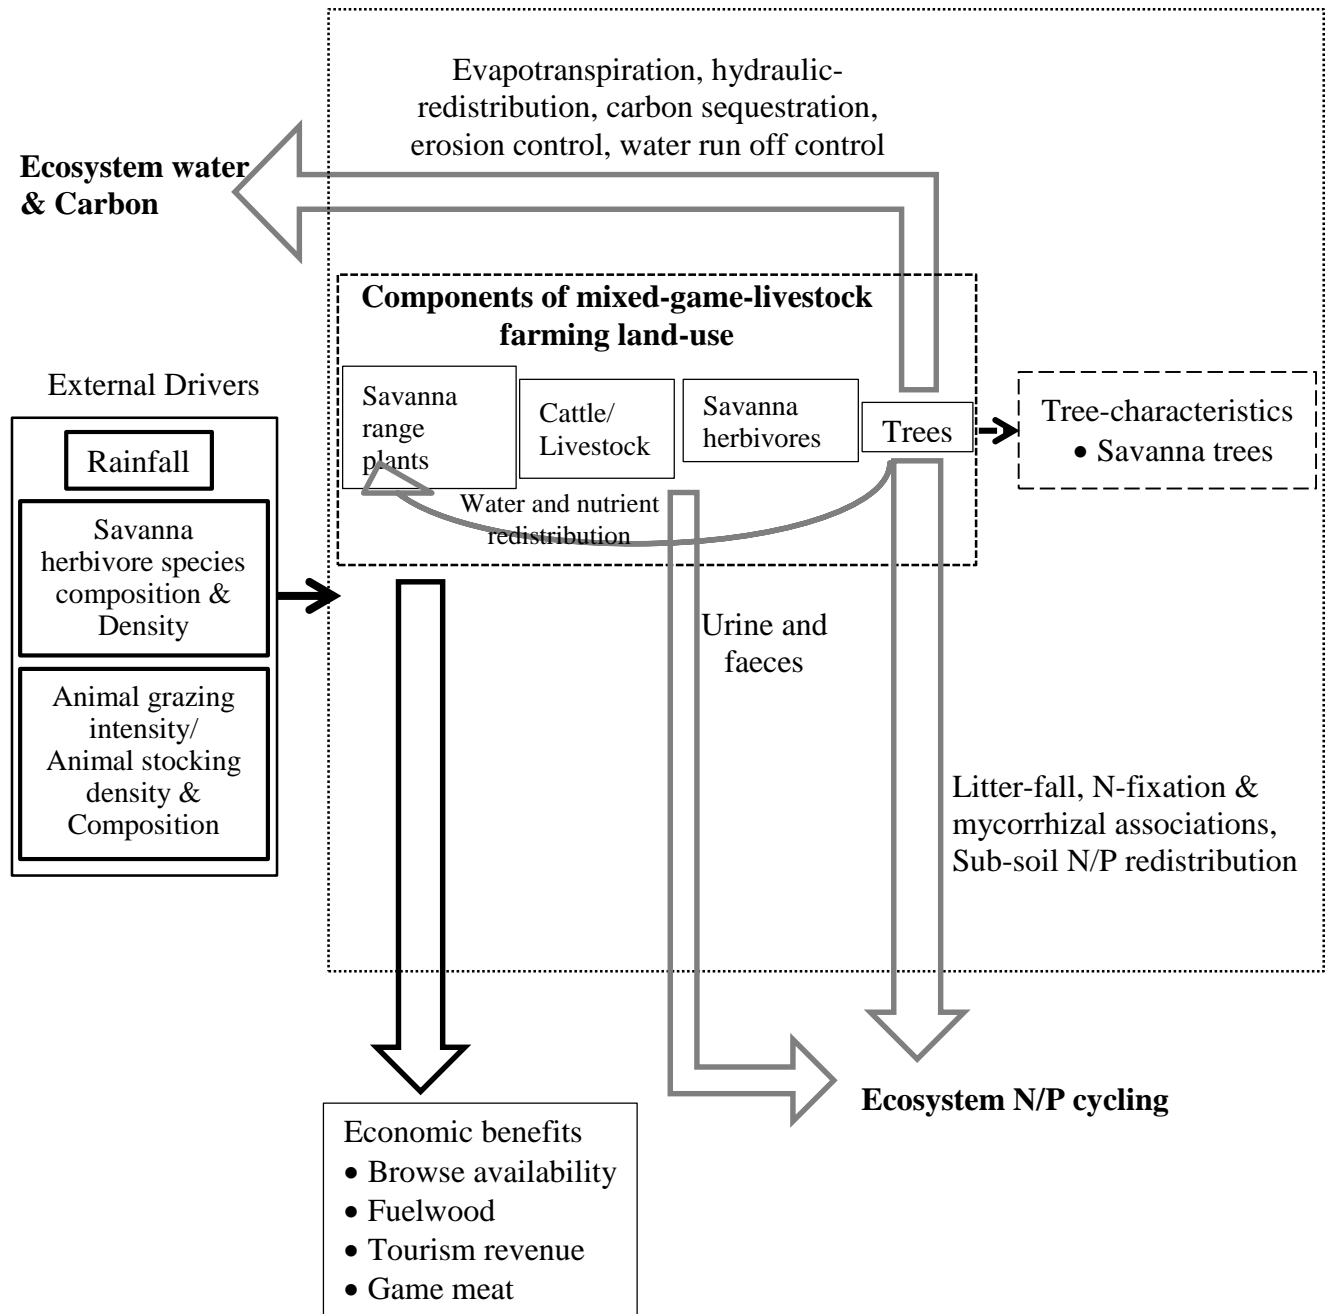 Evapotranspiration, hydraulic-
redistribution, carbon sequestration,
erosion control, water run off control
Ecosystem water
& Carbon
Components of mixed-game-livestock
farming land-use
External Drivers
Rainfall
Savanna
herbivore species
composition &
Density
Animal grazing
intensity/
Animal stocking
density &
Composition
Savanna
range
plants
Cattle/
Livestock
Savanna
herbivores
Trees
Tree-characteristics
• Savanna trees
Water and nutrient
redistribution
Urine and
faeces
Litter-fall, N-fixation &
mycorrhizal associations,
Sub-soil N/P redistribution
Ecosystem N/P cycling
Economic benefits
• Browse availability
• Fuelwood
• Tourism revenue
• Game meat